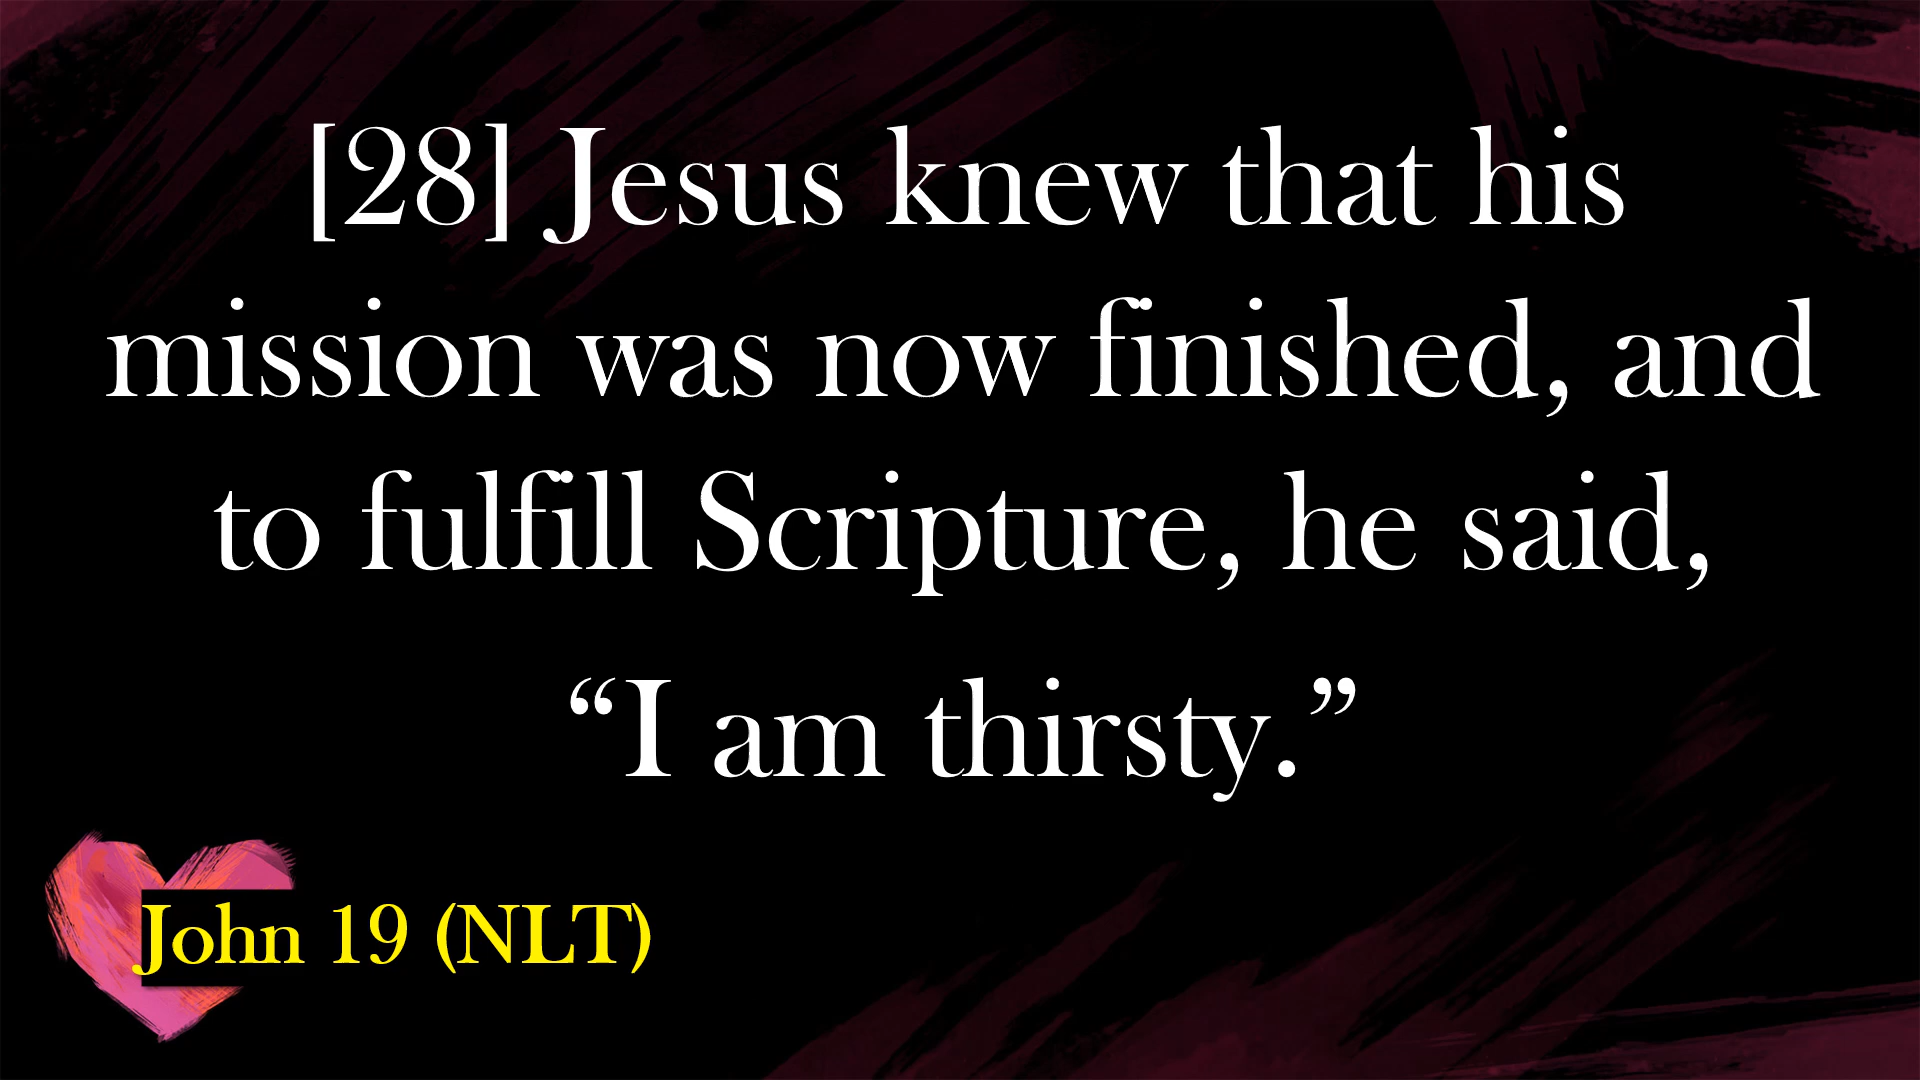 [28] Jesus knew that his
mission was now finished, and
to fulfill Scripture, he said,
“I am thirsty.”
John 19 (NLT)